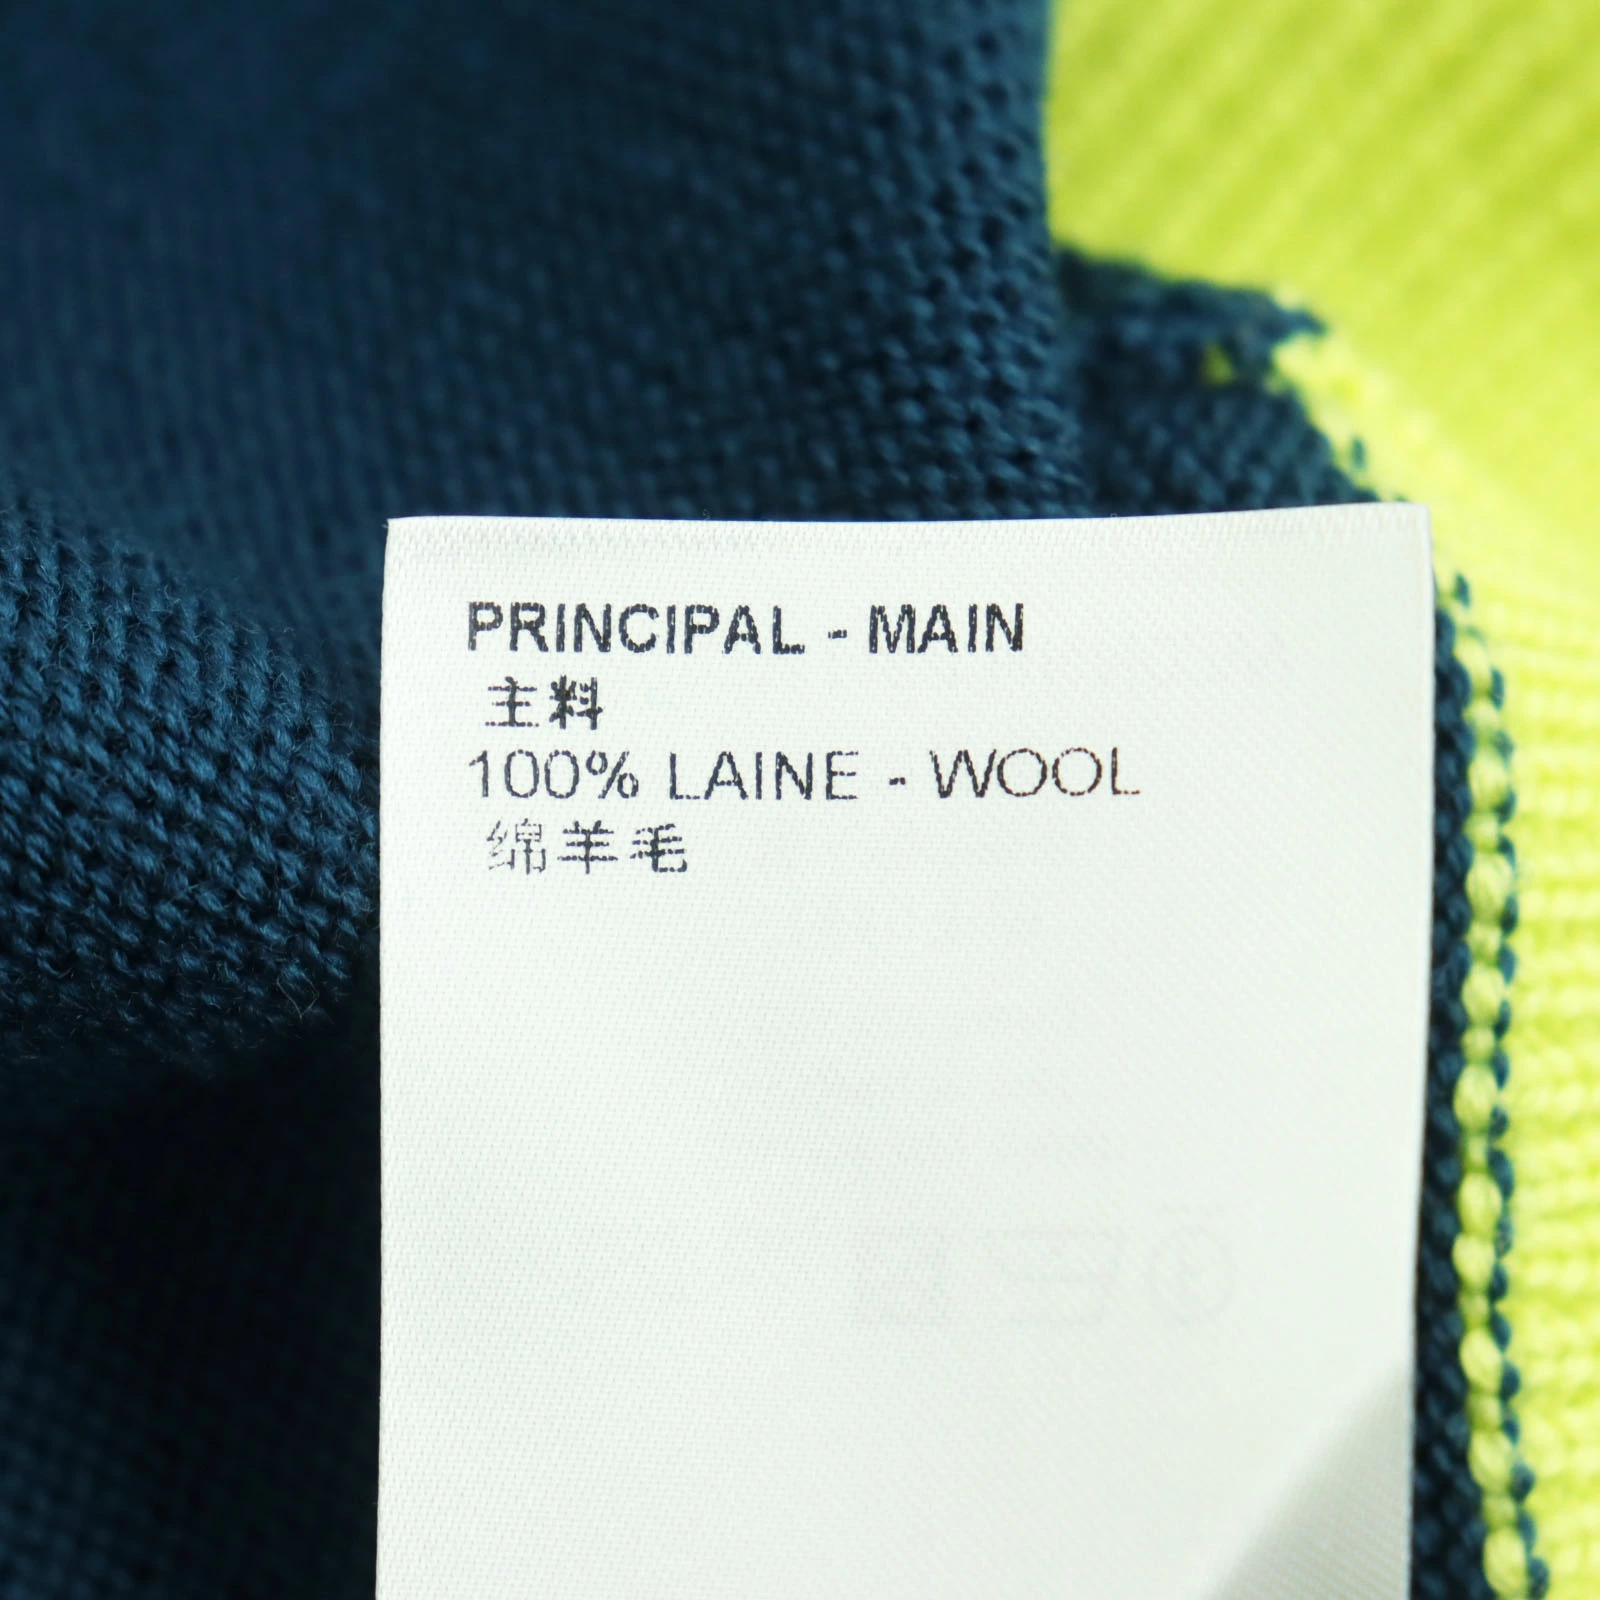 PRINCIPAL - MAIN
主料
100% LAINE - WOOL
绵羊毛